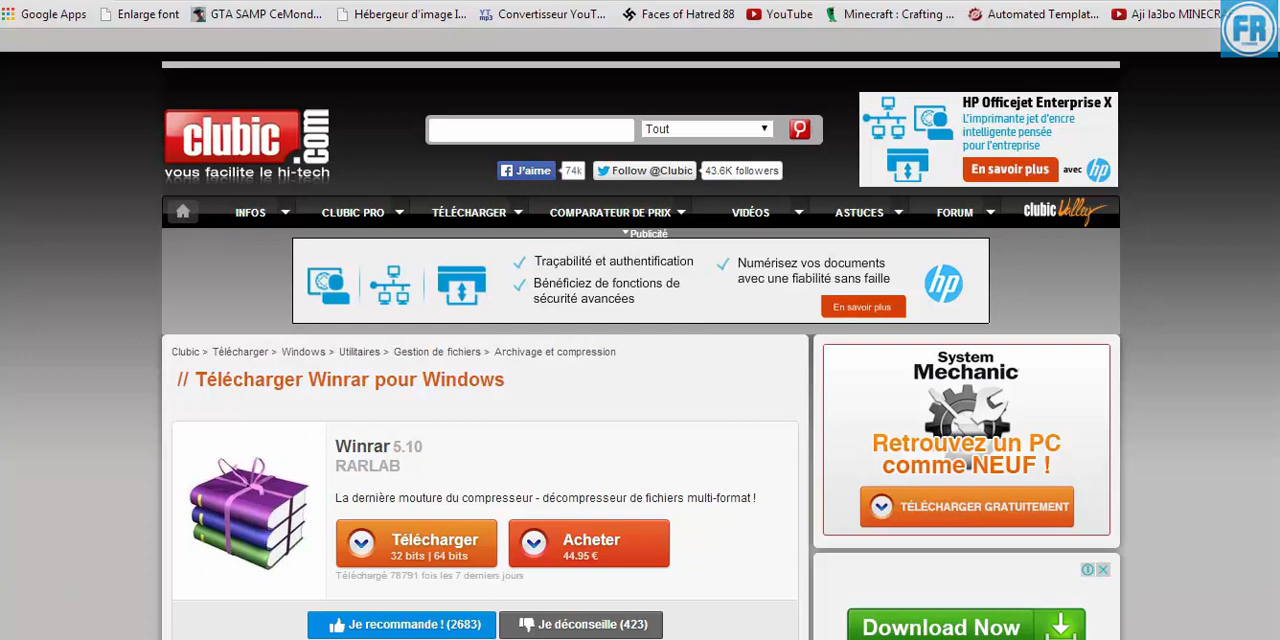 Google Apps
Enlarge font
GTA SAMP CeMond...
Hébergeur d'image I...
YT mp3
Convertisseur YouT...
Faces of Hatred 88
YouTube
Minecraft : Crafting ...
Automated Templat...
Aji la3bo MINECR
FR
clubic.com
vous facilite le hi-tech
Tout
J'aime
74k
Follow @Clubic
43.6K followers
HP Officejet Enterprise X
L'imprimante jet d'encre
intelligente pensée
pour l'entreprise
En savoir plus
avec
hp
INFOS
CLUBIC PRO
TÉLÉCHARGER
COMPARATEUR DE PRIX
VIDÉOS
ASTUCES
FORUM
clubic Valley
Publicité
Traçabilité et authentification
Bénéficiez de fonctions de
sécurité avancées
Numérisez vos documents
avec une fiabilité sans faille
En savoir plus
hp
Clubic > Télécharger > Windows > Utilitaires > Gestion de fichiers > Archivage et compression
// Télécharger Winrar pour Windows
Winrar 5.10
RARLAB
La dernière mouture du compresseur - décompresseur de fichiers multi-format !
Télécharger
32 bits | 64 bits
Acheter
44.95 €
Téléchargé 78791 fois les 7 derniers jours
Je recommande ! (2683)
Je déconseille (423)
System
Mechanic
Retrouvez un PC
comme NEUF !
TÉLÉCHARGER GRATUITEMENT
Download Now